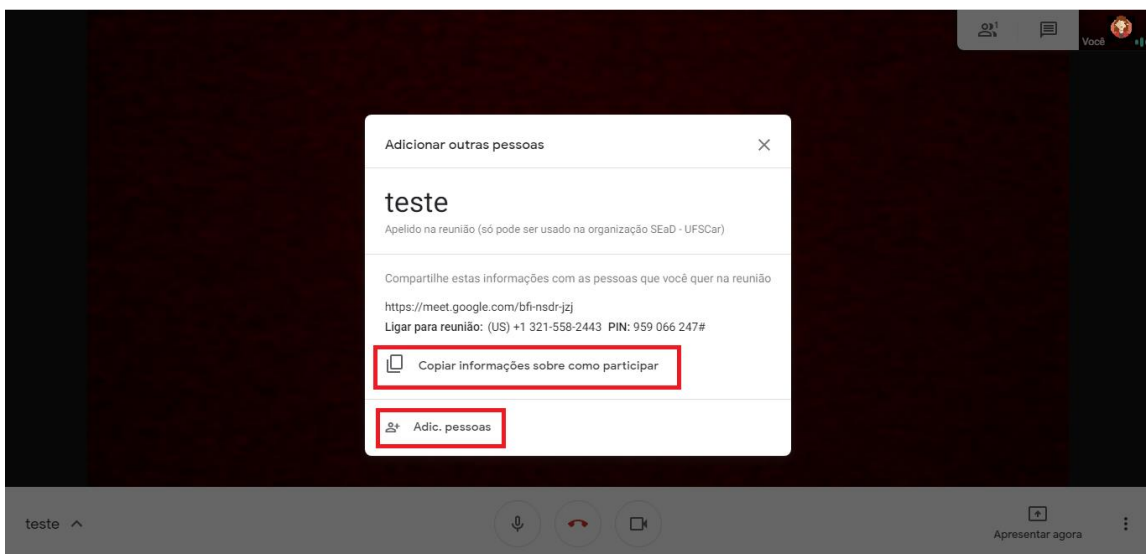 1
Você
Adicionar outras pessoas
teste
Apelido na reunião (só pode ser usado na organização SEaD - UFSCar)
Compartilhe estas informações com as pessoas que você quer na reunião
https://meet.google.com/bfi-nsdr-jzj
Ligar para reunião: (US) +1 321-558-2443 PIN: 959 066 247#
Copiar informações sobre como participar
Adic. pessoas
teste
Apresentar agora